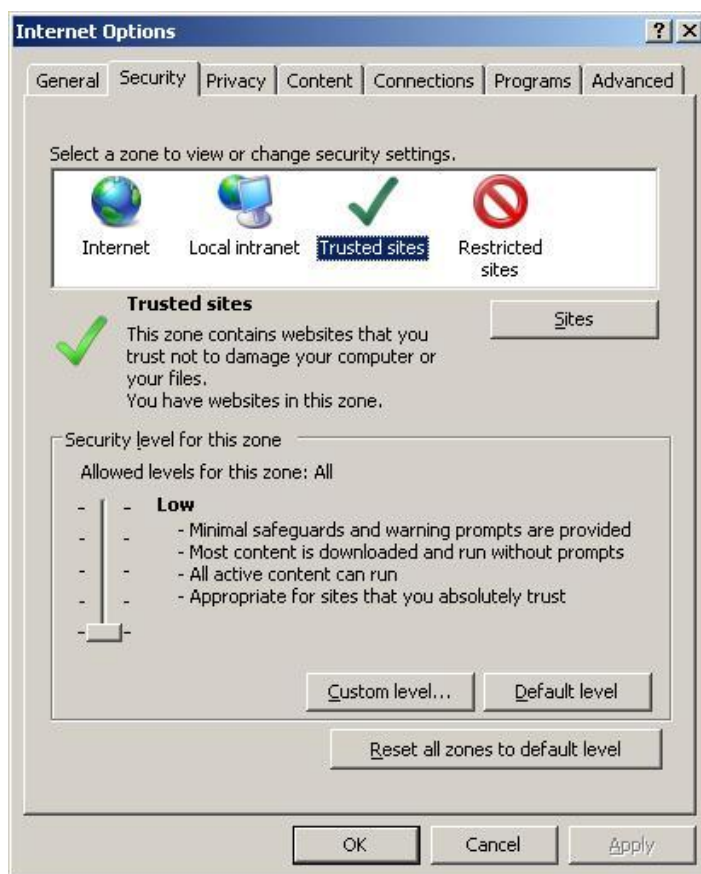 Internet Options
General Security Privacy Content Connections Programs Advanced
Select a zone to view or change security settings.
Internet Local intranet Trusted sites Restricted
sites
Trusted sites
Sites
This zone contains websites that you
trust not to damage your computer or
your files.
You have websites in this zone.
Security level for this zone
Allowed levels for this zone: All
Low
- Minimal safeguards and warning prompts are provided
- Most content is downloaded and run without prompts
- All active content can run
- Appropriate for sites that you absolutely trust
Custom level... Default level
Reset all zones to default level
OK Cancel Apply